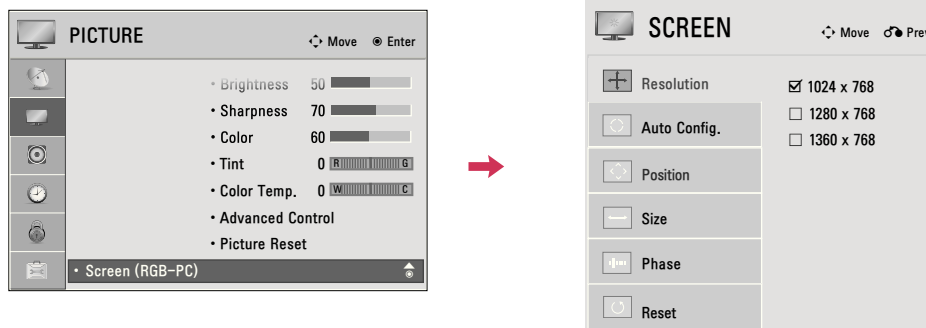 PICTURE
Move Enter
• Brightness 50
• Sharpness 70
• Color 60
• Tint 0 R G
• Color Temp. 0 W C
• Advanced Control
• Picture Reset
• Screen (RGB-PC)
SCREEN
Move Prev
Resolution
1024 x 768
1280 x 768
1360 x 768
Auto Config.
Position
Size
Phase
Reset